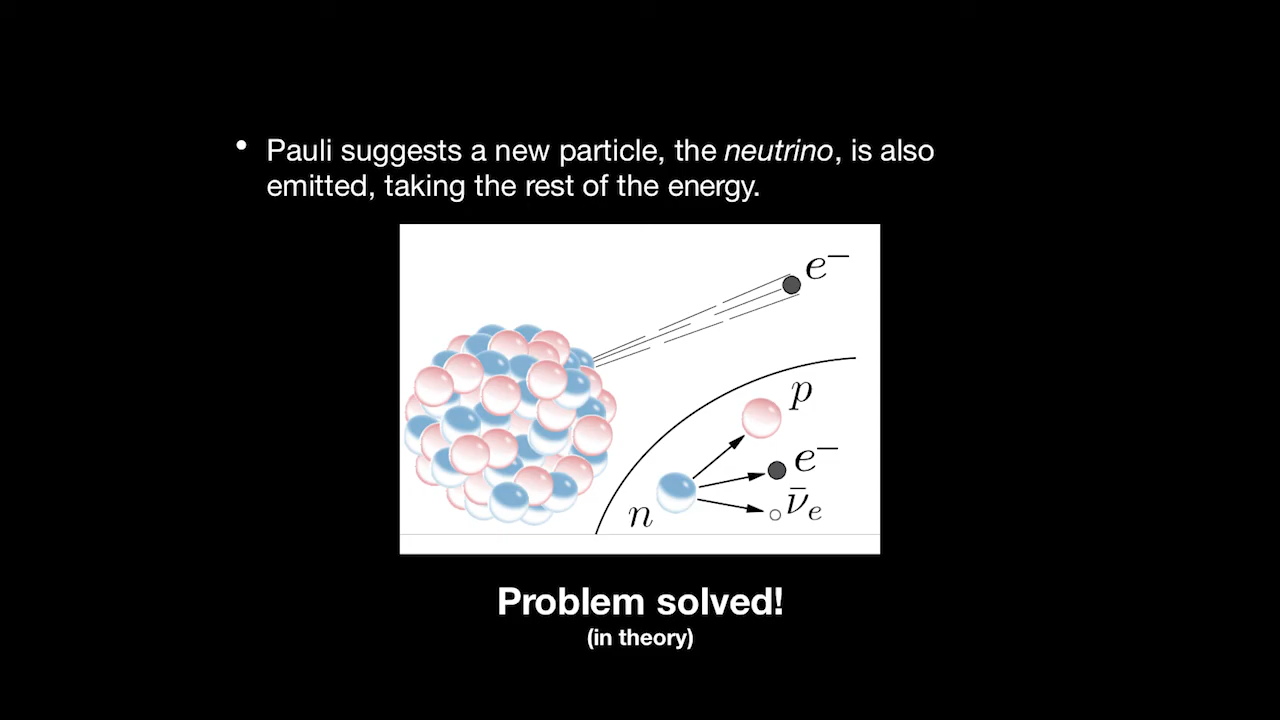 • Pauli suggests a new particle, the neutrino, is also
emitted, taking the rest of the energy.
e⁻
p
e⁻
n
ν̄ₑ
Problem solved!
(in theory)